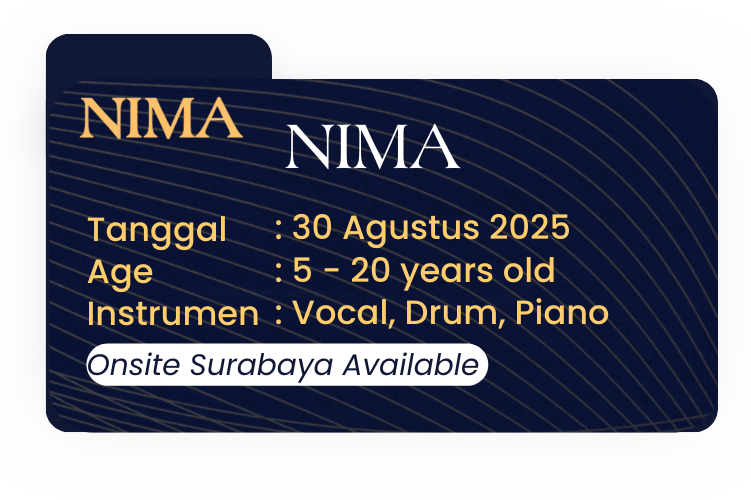 NIMA
NIMA
Tanggal : 30 Agustus 2025
Age : 5 - 20 years old
Instrumen : Vocal, Drum, Piano
Onsite Surabaya Available